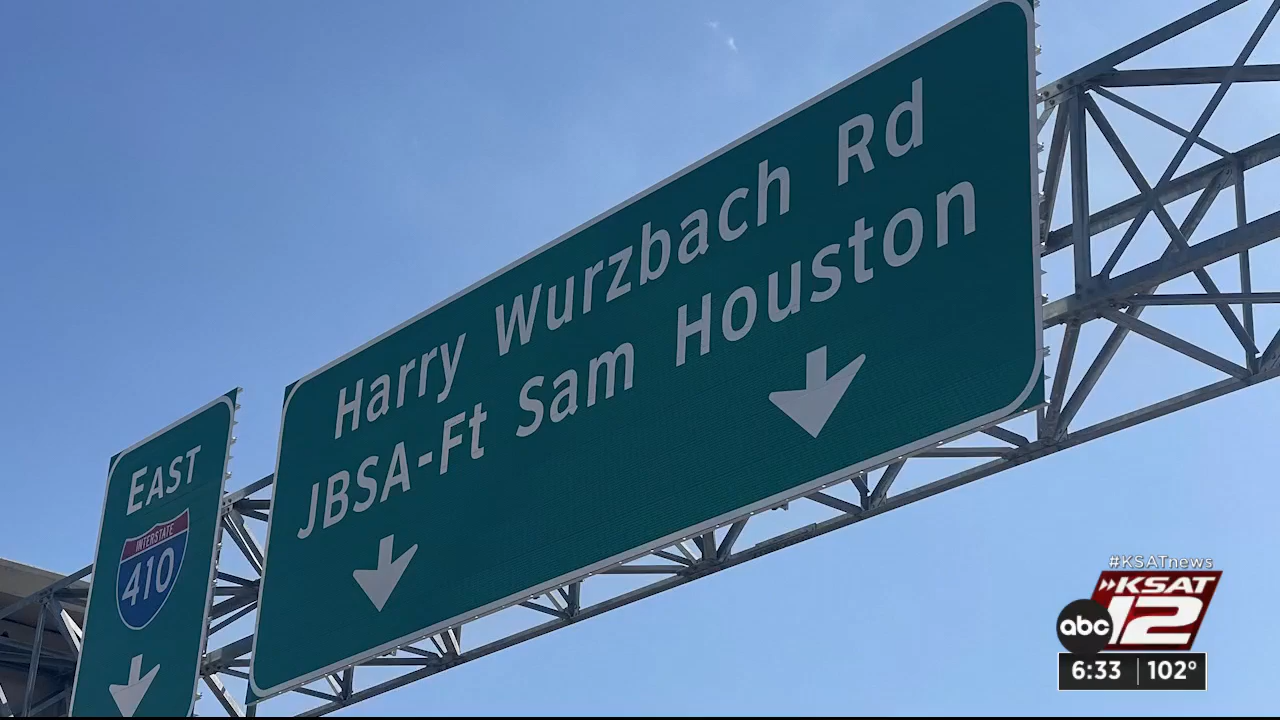 Harry Wurzbach Rd
JBSA-Ft Sam Houston
EAST
INTERSTATE
410
#KSATnews
KSAT
abc 12
6:33 102°